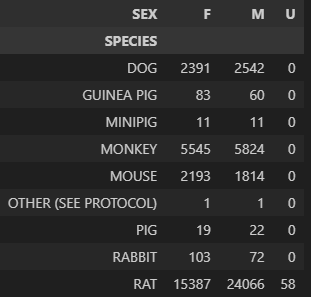 SEX F M U
SPECIES
DOG 2391 2542 0
GUINEA PIG 83 60 0
MINIPIG 11 11 0
MONKEY 5545 5824 0
MOUSE 2193 1814 0
OTHER (SEE PROTOCOL) 1 1 0
PIG 19 22 0
RABBIT 103 72 0
RAT 15387 24066 58